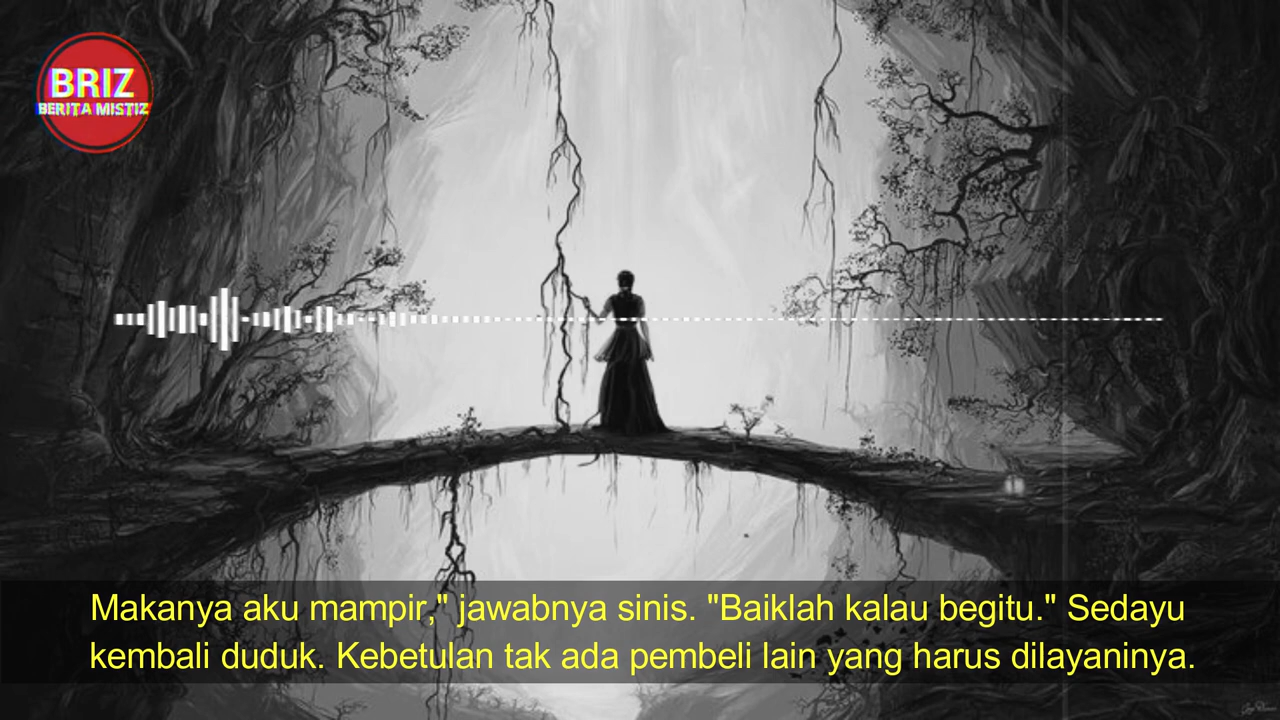 BRIZ
BERITA MISTIZ
Makanya aku mampir," jawabnya sinis. "Baiklah kalau begitu." Sedayu
kembali duduk. Kebetulan tak ada pembeli lain yang harus dilayaninya.